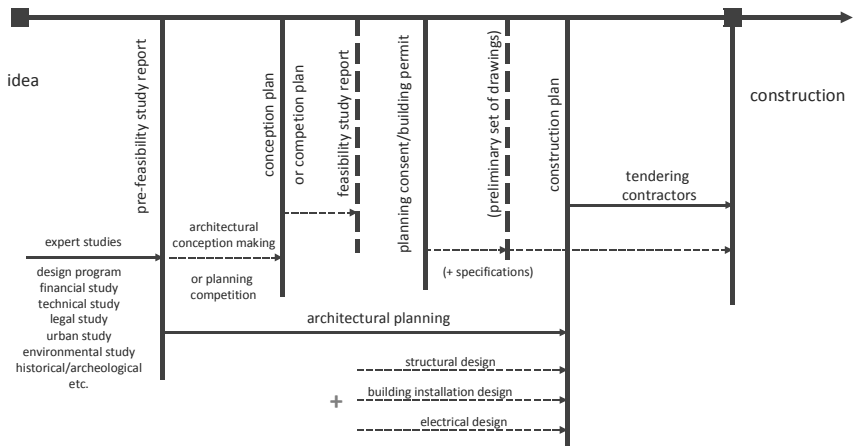 idea
pre-feasibility study report
conception plan
or competion plan
feasibility study report
planning consent/building permit
(preliminary set of drawings)
construction plan
construction
tendering
contractors
expert studies
design program
financial study
technical study
legal study
urban study
environmental study
historical/archeological
etc.
architectural
conception making
or planning
competition
(+ specifications)
architectural planning
+
structural design
building installation design
electrical design